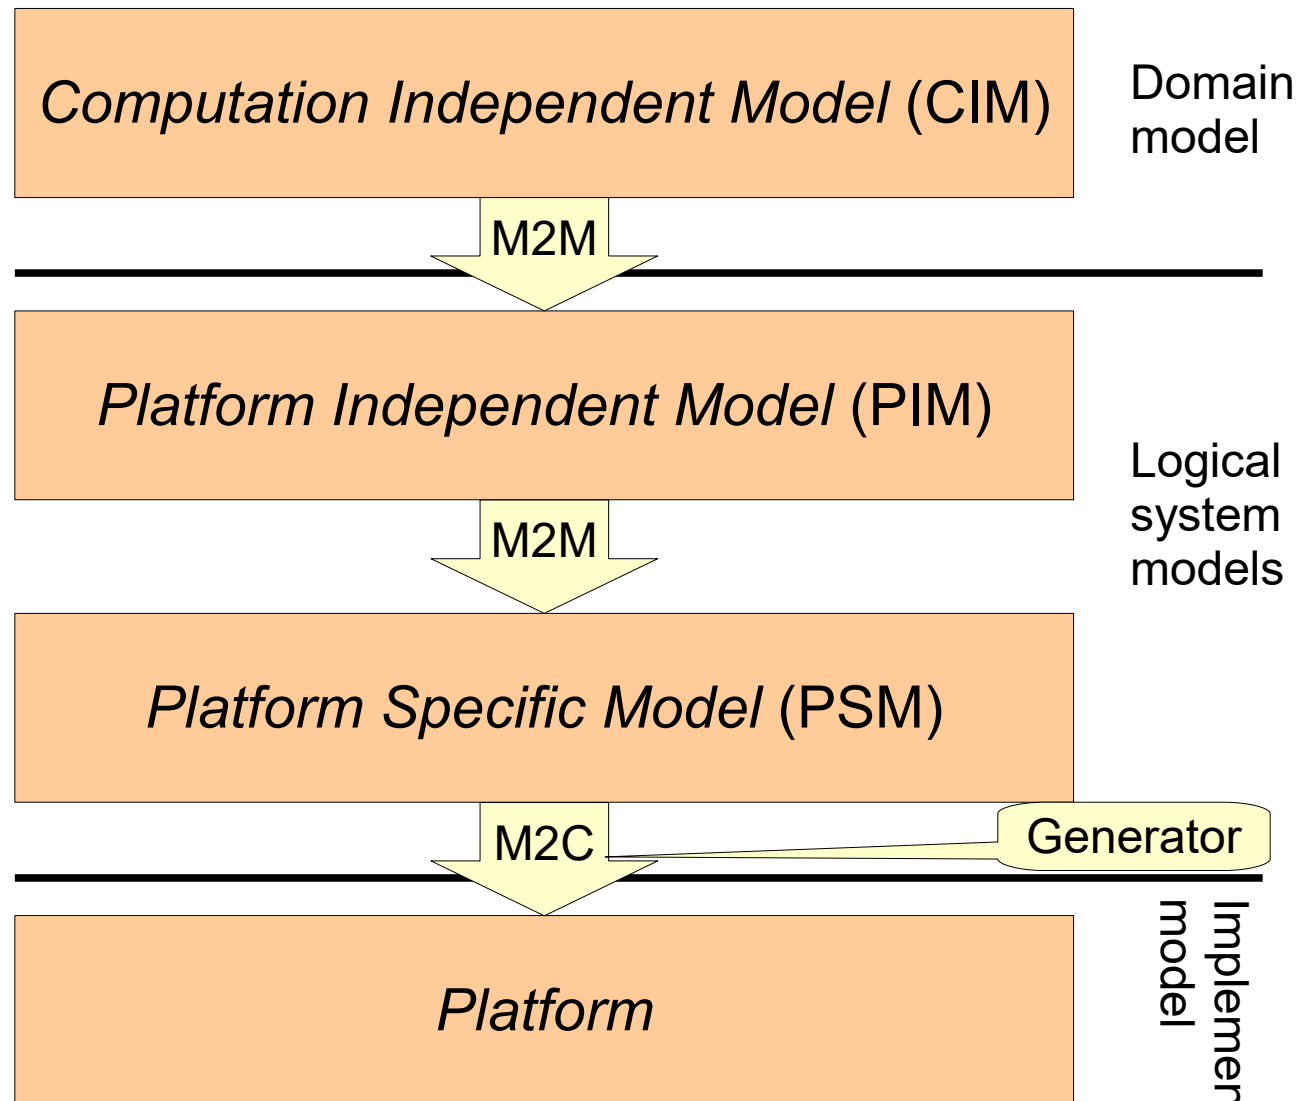 Computation Independent Model (CIM)
Domain
model
M2M
Platform Independent Model (PIM)
Logical
system
models
M2M
Platform Specific Model (PSM)
M2C
Generator
Platform
model